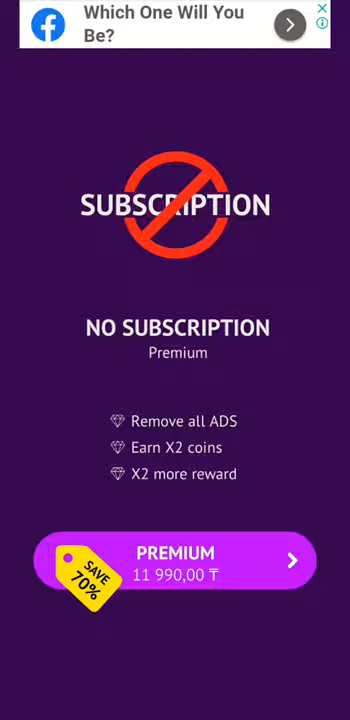 Which One Will You
Be?
SUBSCRIPTION
NO SUBSCRIPTION
Premium
Remove all ADS
Earn X2 coins
X2 more reward
PREMIUM
11 990,00 ₸
SAVE
70%